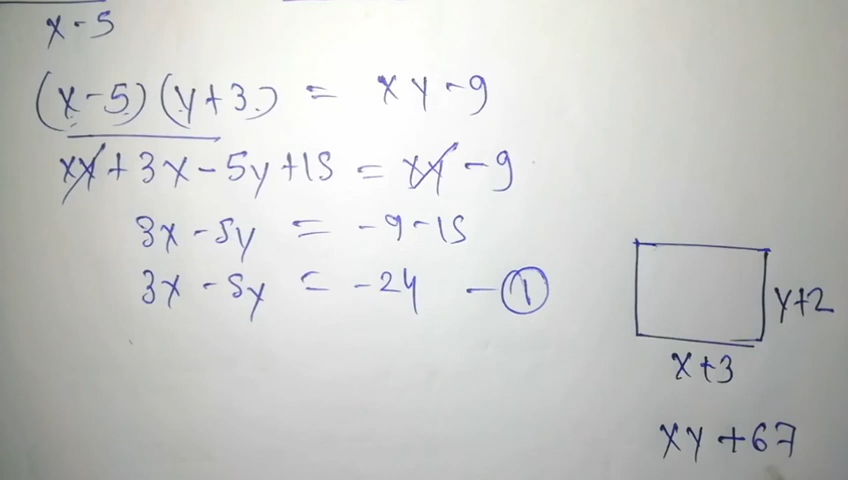 x-5
(x-5)(y+3) = xy-9
xy+3x-5y+15 = xy-9
3x-5y = -9-15
3x-5y = -24 -①
y+2
x+3
xy+67